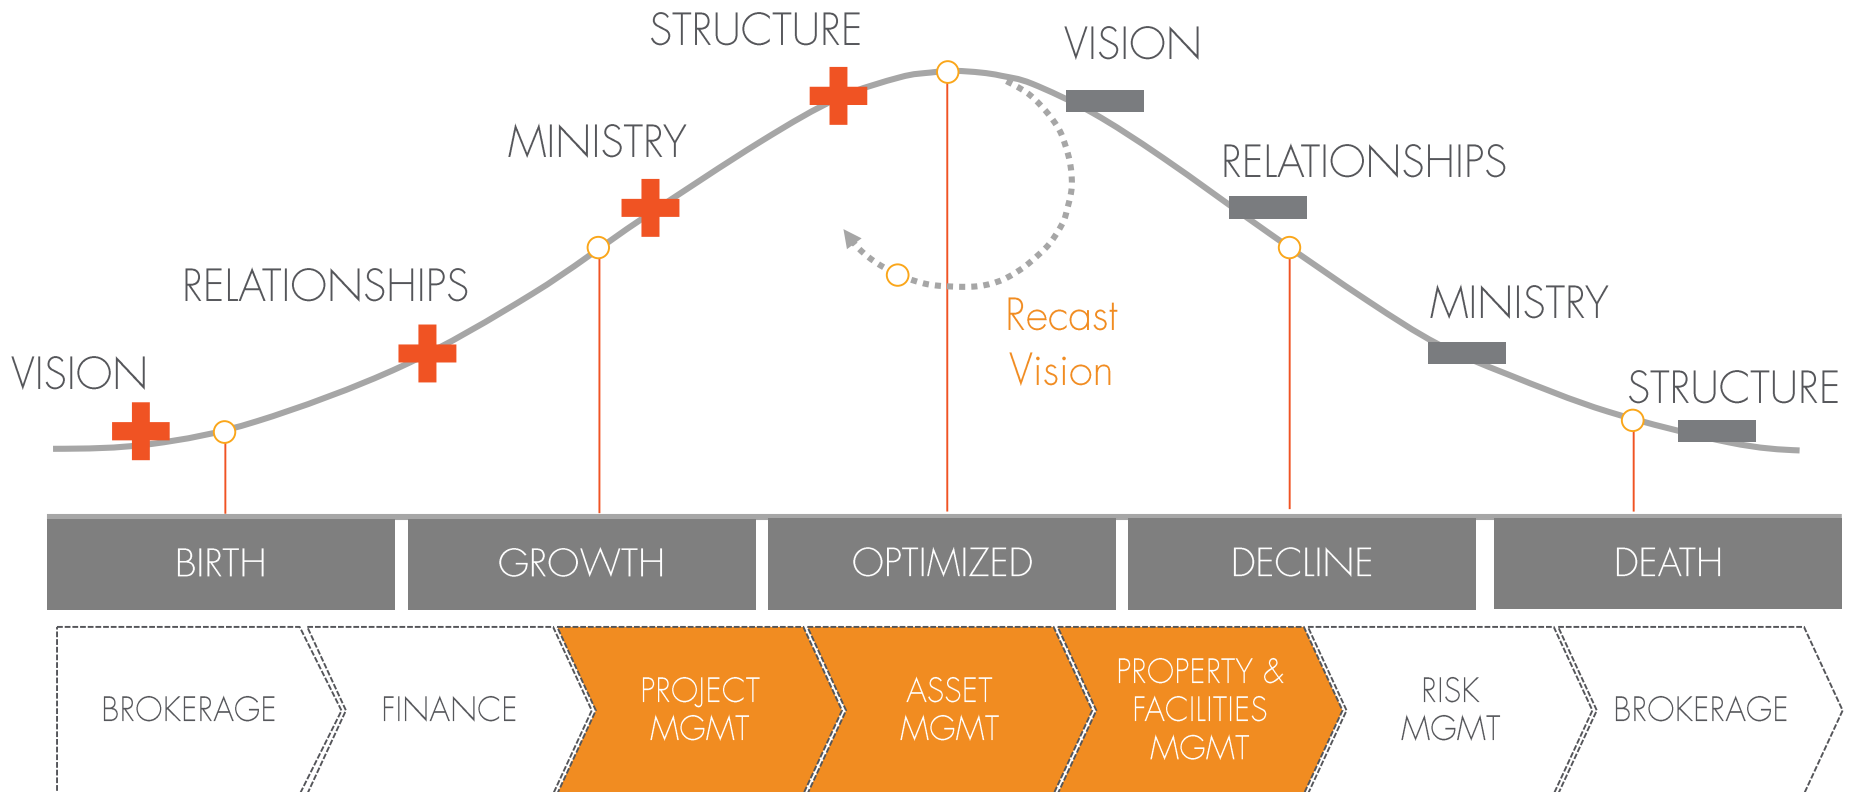 STRUCTURE
VISION
MINISTRY
RELATIONSHIPS
RELATIONSHIPS
MINISTRY
Recast
Vision
VISION
STRUCTURE
BIRTH
GROWTH
OPTIMIZED
DECLINE
DEATH
BROKERAGE
FINANCE
PROJECT
MGMT
ASSET
MGMT
PROPERTY &
FACILITIES
MGMT
RISK
MGMT
BROKERAGE